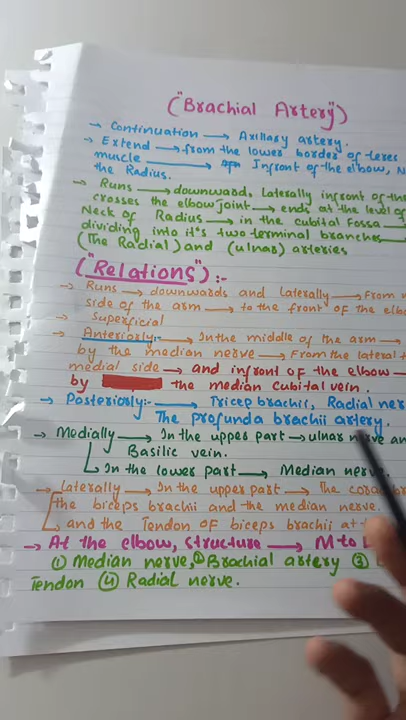 ("Brachial Artery")
→ Continuation → Axillary artery.
→ Extend → from the lower border of teres
muscle → Infront of the elbow, N
the Radius.
→ Runs → downward, Laterally infront of the
crosses the elbow joint → ends at the level of
Neck of Radius → in the cubital Fossa
dividing into it's two terminal branches
(The Radial) and (ulnar) arteries
("Relations") :-
→ Runs → downwards and Laterally → From
side of the arm → to the front of the elbo
→ Superficial
→ Anteriorly:- → In the middle of the arm →
by the median nerve → From the lateral t
medial side → and infront of the elbow →
by the median cubital vein.
→ Posteriorly:- → Tricep brachii, Radial ner
The profunda brachii artery.
→ Medially → In the upper part → ulnar nerve an
Basilic vein.
In the lower part → Median nerve.
→ Laterally → In the upper part → The cora
the biceps brachii and the median nerve.
and the Tendon OF biceps brachii at
→ At the elbow, structure → M to L
① Median nerve, ② Brachial artery ③
Tendon ④ Radial nerve.